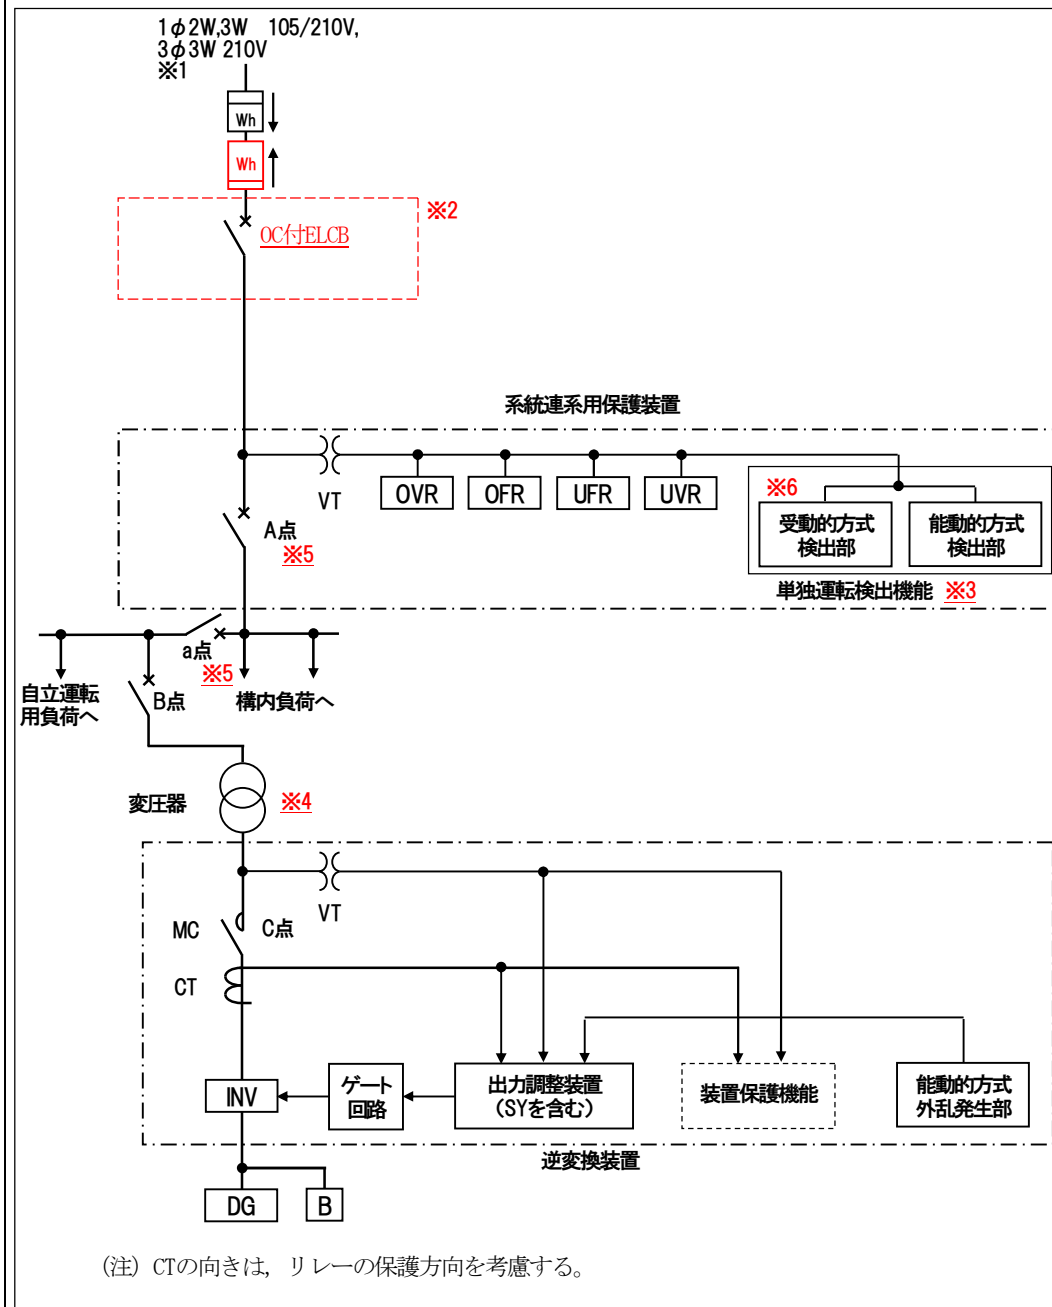 1φ2W,3W 105/210V,
3φ3W 210V
※1
Wh
Wh
※2
OC付ELCB
系統連系用保護装置
VT
OVR
OFR
UFR
UVR
※6
受動的方式
検出部
能動的方式
検出部
単独運転検出機能 ※3
A点
※5
a点
※5
自立運転
用負荷へ
B点
構内負荷へ
変圧器
※4
VT
MC
C点
CT
INV
ゲート
回路
出力調整装置
(SYを含む)
装置保護機能
能動的方式
外乱発生部
逆変換装置
DG
B
(注) CTの向きは, リレーの保護方向を考慮する。